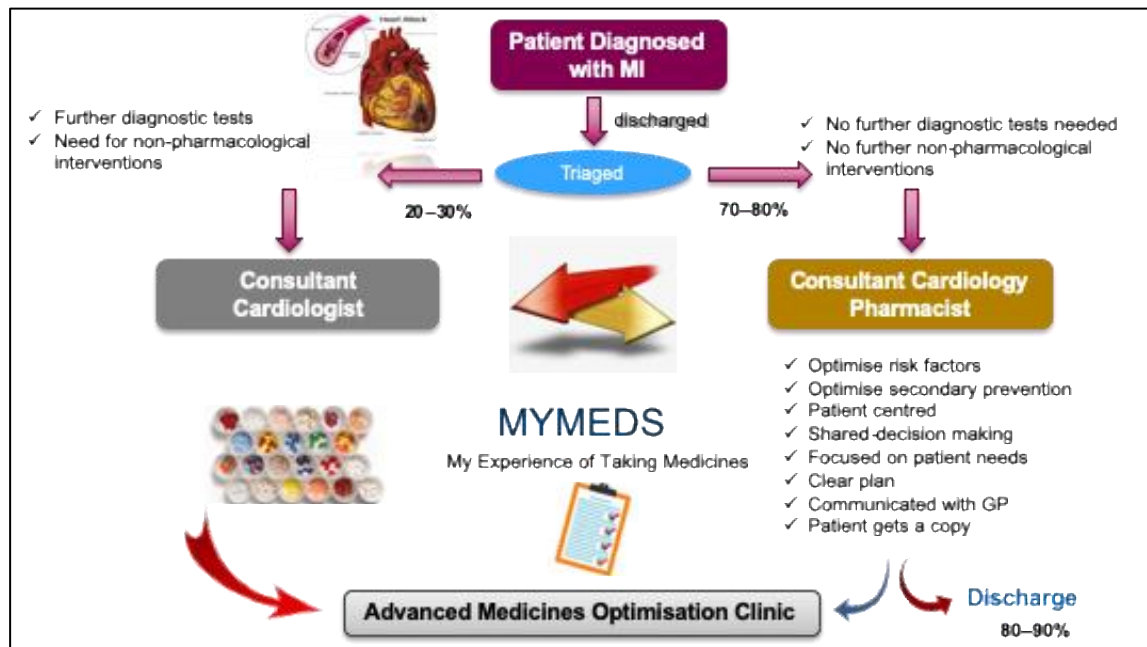 Heart Attack
Patient Diagnosed
with MI
discharged
✓ Further diagnostic tests
✓ Need for non-pharmacological
interventions
✓ No further diagnostic tests needed
✓ No further non-pharmacological
interventions
Triaged
20–30%
70–80%
Consultant
Cardiologist
Consultant Cardiology
Pharmacist
✓ Optimise risk factors
✓ Optimise secondary prevention
✓ Patient centred
✓ Shared-decision making
✓ Focused on patient needs
✓ Clear plan
✓ Communicated with GP
✓ Patient gets a copy
MYMEDS
My Experience of Taking Medicines
Advanced Medicines Optimisation Clinic
Discharge
80–90%